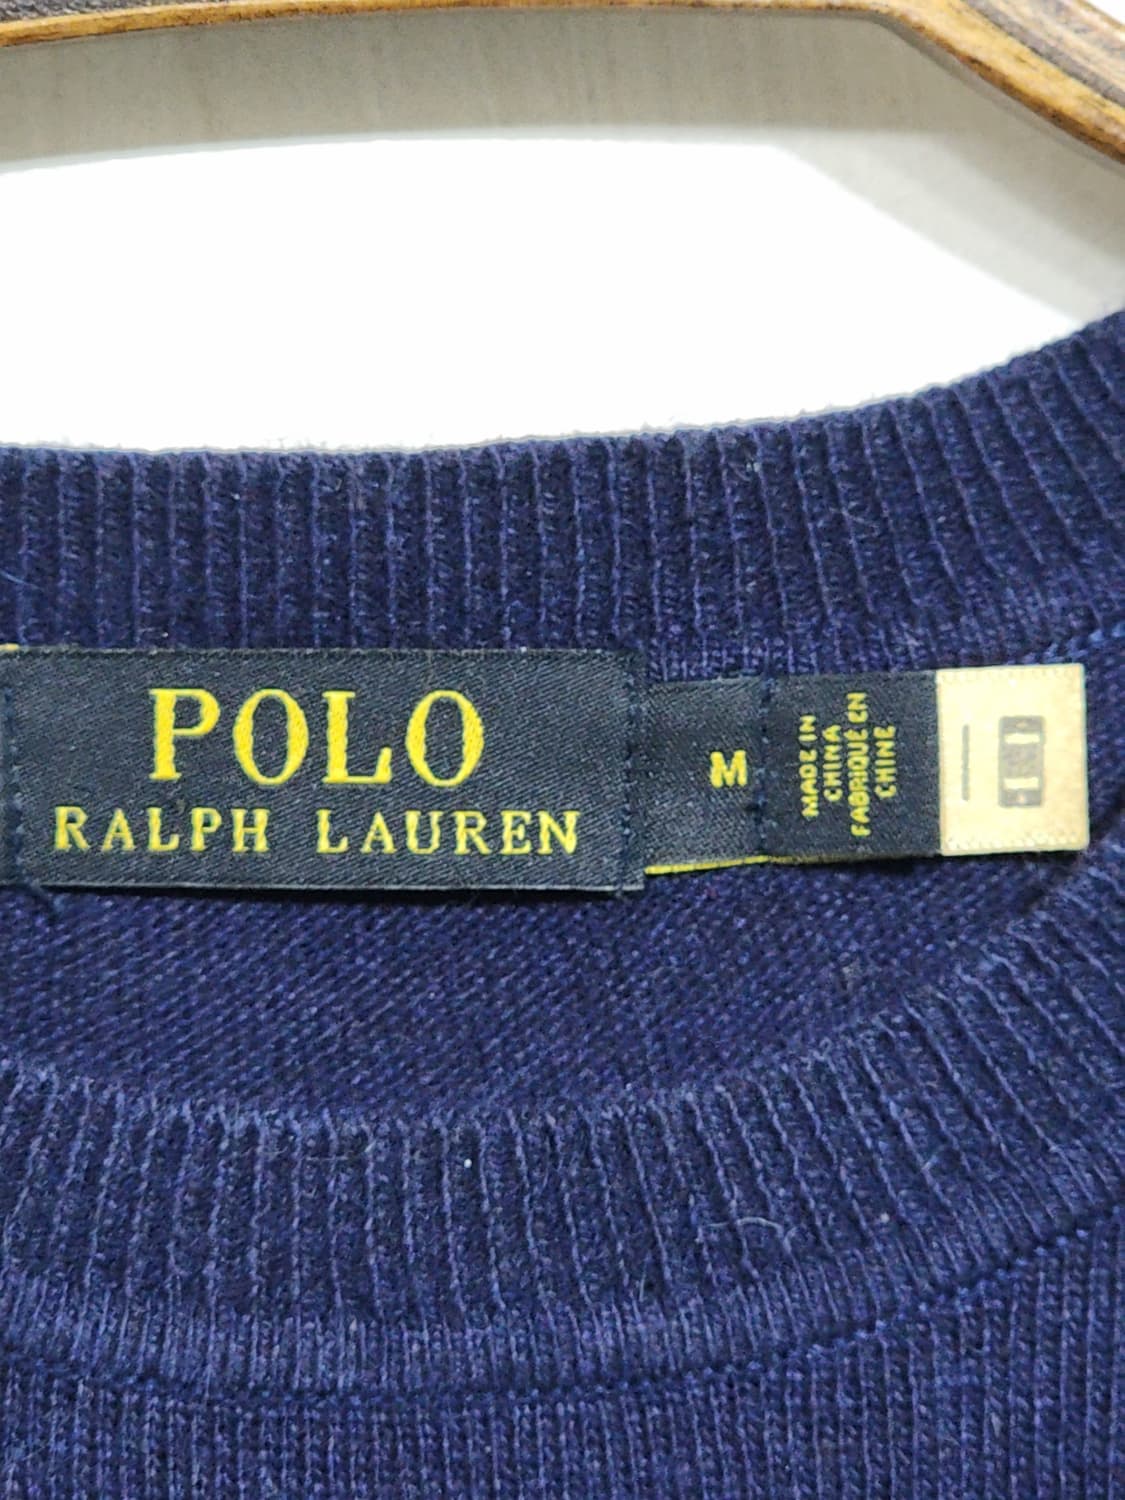 POLO
RALPH LAUREN
M
MADE IN
CHINA
FABRIQUÉ EN
CHINE